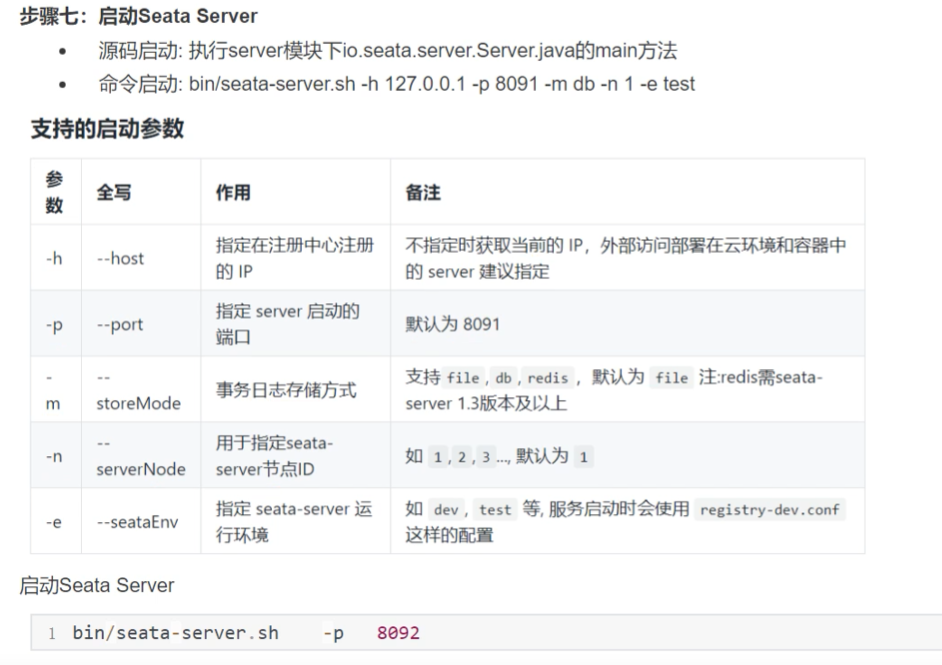 步骤七：启动Seata Server
• 源码启动: 执行server模块下io.seata.server.Server.java的main方法
• 命令启动: bin/seata-server.sh -h 127.0.0.1 -p 8091 -m db -n 1 -e test
支持的启动参数
参
数
全写
作用
备注
-h
--host
指定在注册中心注册
的 IP
不指定时获取当前的 IP，外部访问部署在云环境和容器中
的 server 建议指定
-p
--port
指定 server 启动的
端口
默认为 8091
-
m
--
storeMode
事务日志存储方式
支持 file , db , redis ，默认为 file 注:redis需seata-
server 1.3版本及以上
-n
--
serverNode
用于指定seata-
server节点ID
如 1 , 2 , 3 ..., 默认为 1
-e
--seataEnv
指定 seata-server 运
行环境
如 dev , test 等, 服务启动时会使用 registry-dev.conf
这样的配置
启动Seata Server
1 bin/seata-server.sh -p 8092